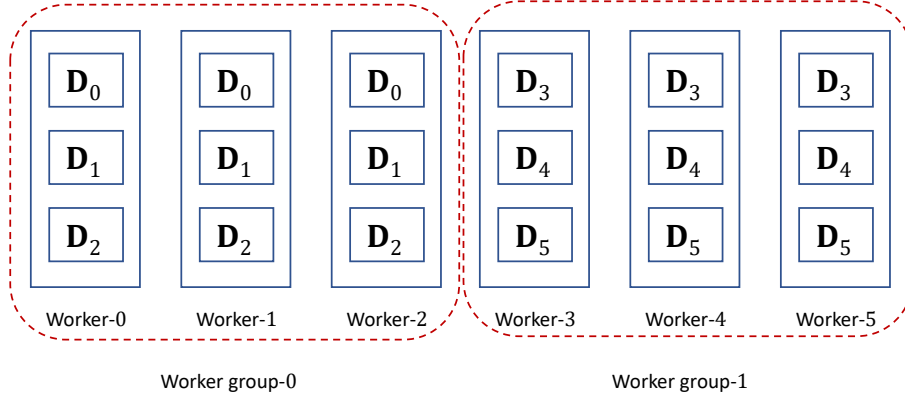 D₀ D₀ D₀ D₃ D₃ D₃
D₁ D₁ D₁ D₄ D₄ D₄
D₂ D₂ D₂ D₅ D₅ D₅
Worker-0 Worker-1 Worker-2 Worker-3 Worker-4 Worker-5
Worker group-0 Worker group-1